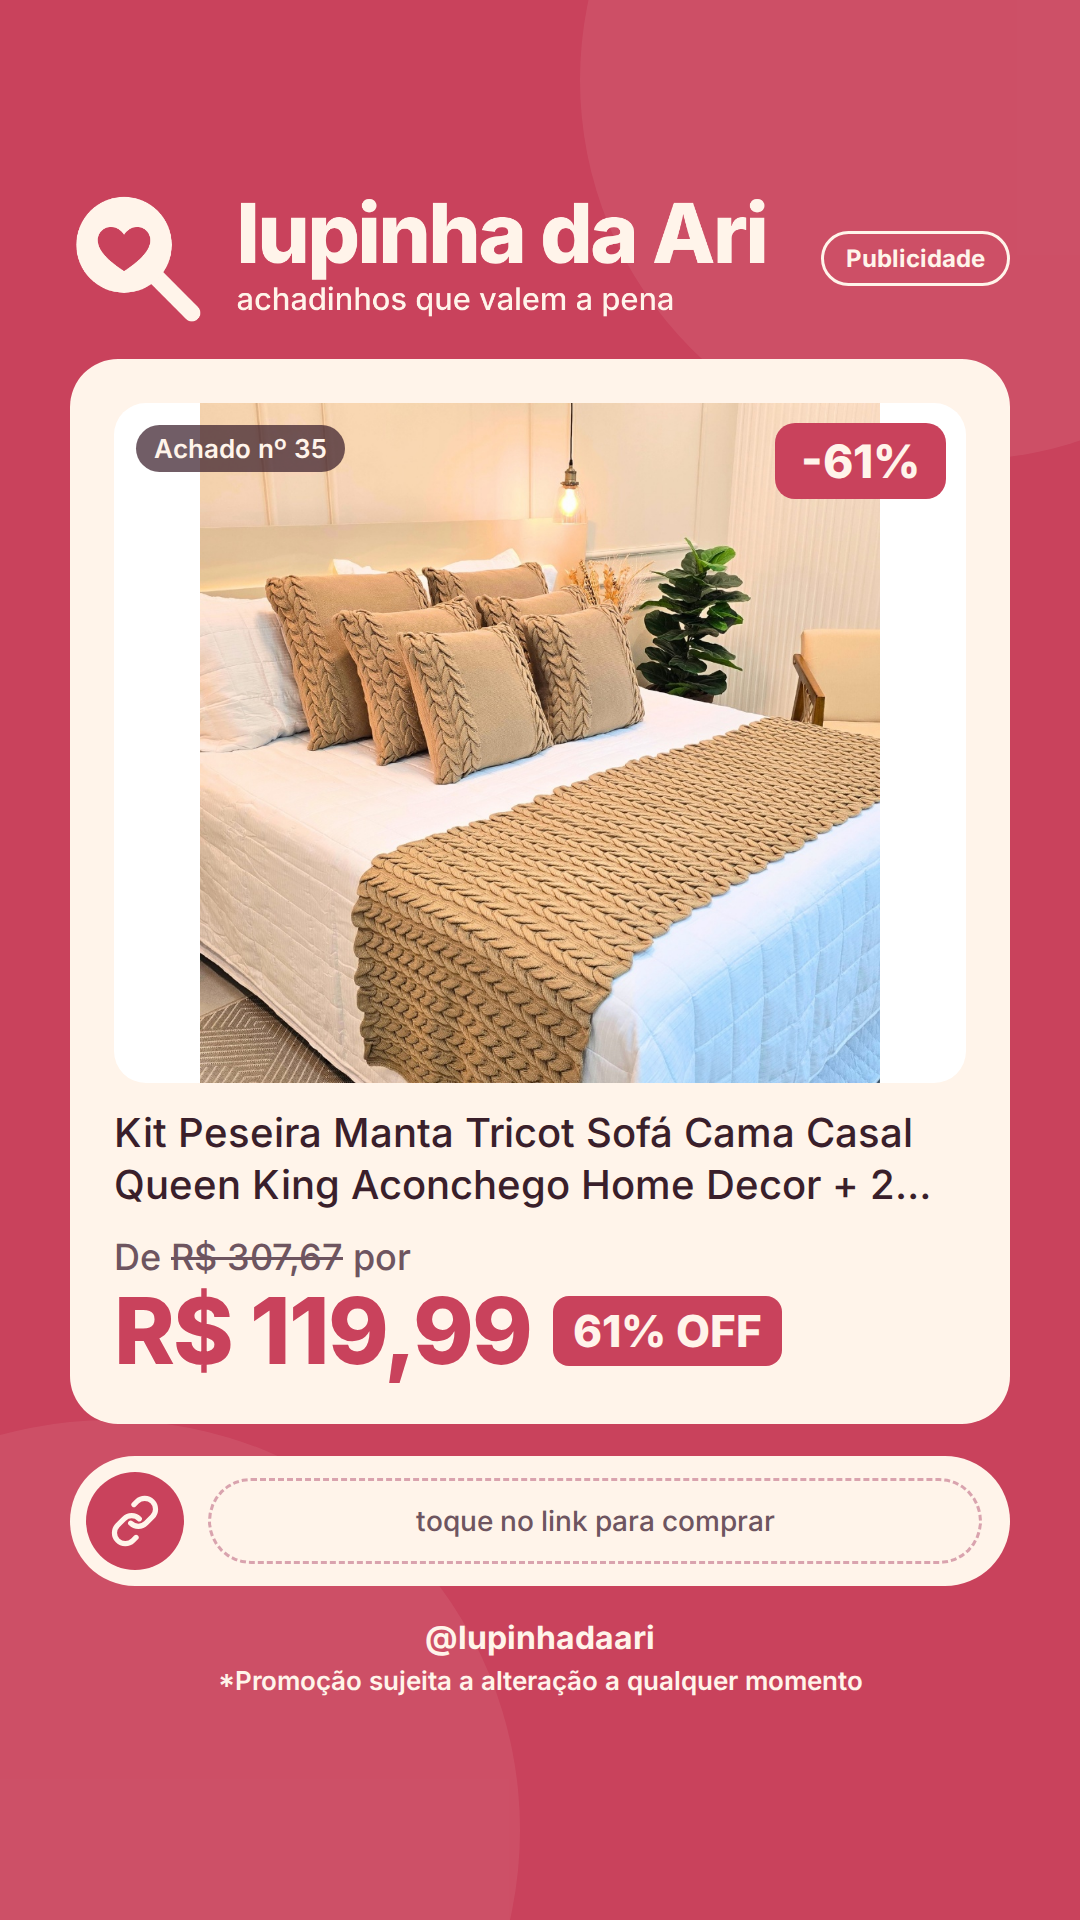 lupinha da Ari
achadinhos que valem a pena
Publicidade
Achado nº 35
-61%
Kit Peseira Manta Tricot Sofá Cama Casal
Queen King Aconchego Home Decor + 2...
De R$ 307,67 por
R$ 119,99
61% OFF
toque no link para comprar
@lupinhadaari
*Promoção sujeita a alteração a qualquer momento